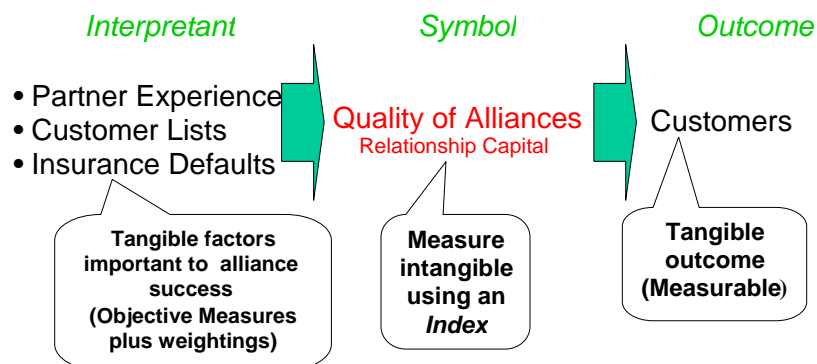 Interpretant
Symbol
Outcome
• Partner Experience
• Customer Lists
• Insurance Defaults
Quality of Alliances
Relationship Capital
Customers
Tangible factors
important to alliance
success
(Objective Measures
plus weightings)
Measure
intangible
using an
Index
Tangible
outcome
(Measurable)